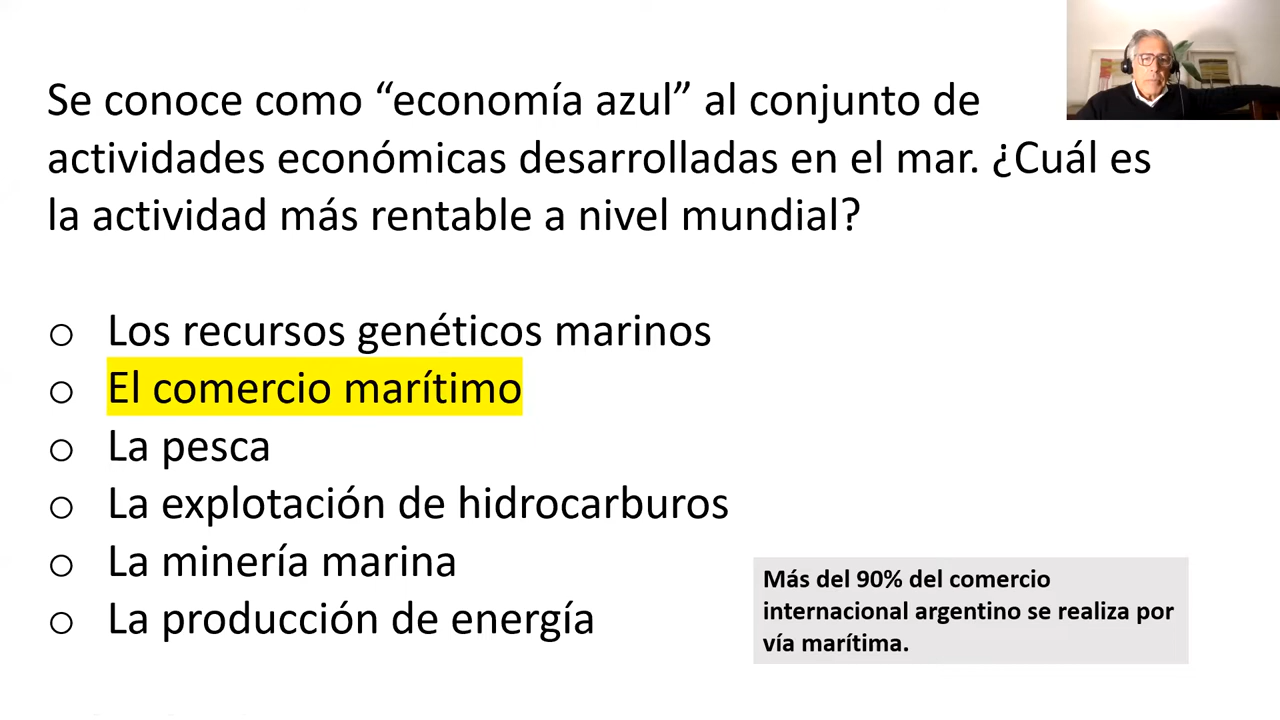 Se conoce como “economía azul” al conjunto de
actividades económicas desarrolladas en el mar. ¿Cuál es
la actividad más rentable a nivel mundial?
o Los recursos genéticos marinos
o El comercio marítimo
o La pesca
o La explotación de hidrocarburos
o La minería marina
o La producción de energía
Más del 90% del comercio
internacional argentino se realiza por
vía marítima.